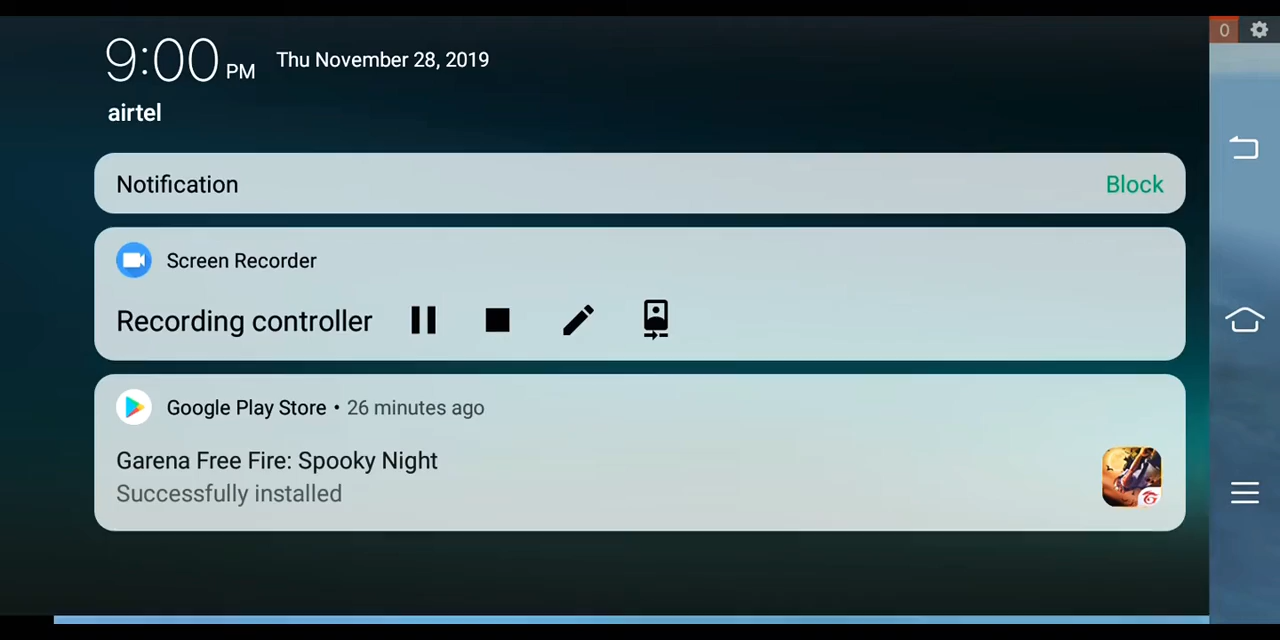 9:00 PM Thu November 28, 2019
0
airtel
Notification Block
Screen Recorder
Recording controller
Google Play Store • 26 minutes ago
Garena Free Fire: Spooky Night
Successfully installed